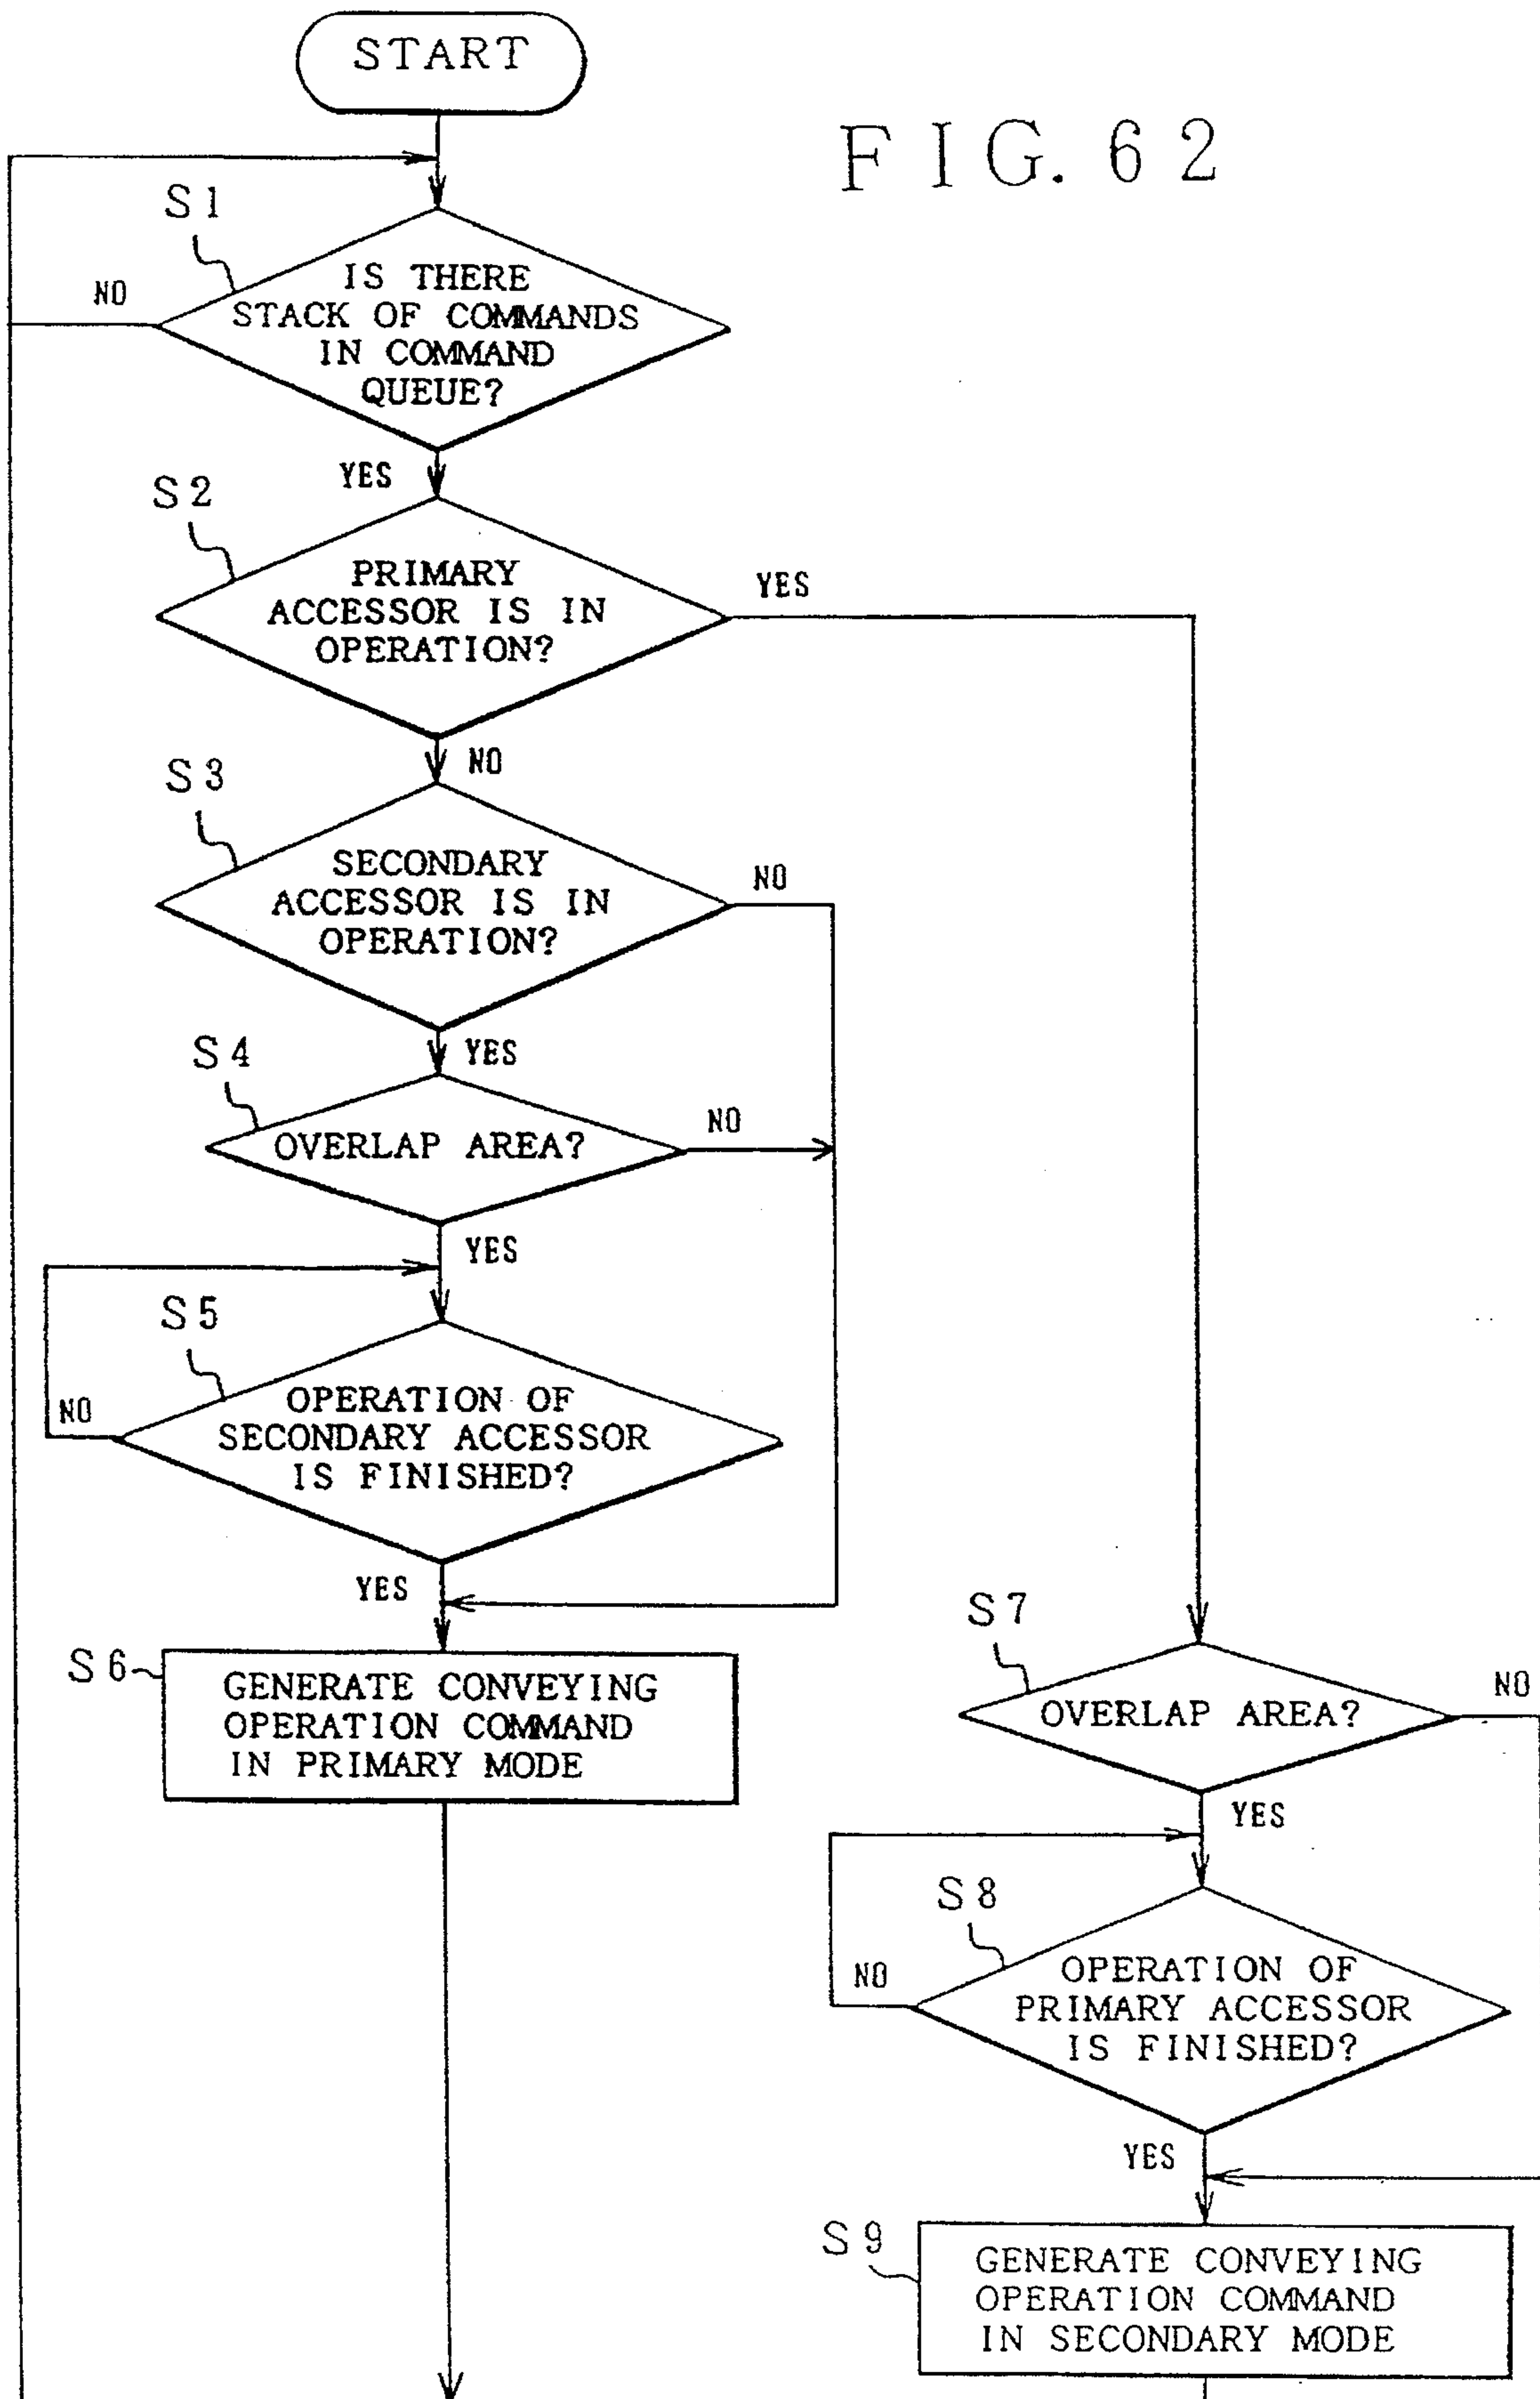 START
FIG. 62
S1
NO
IS THERE
STACK OF COMMANDS
IN COMMAND
QUEUE?
YES
S2
PRIMARY
ACCESSOR IS IN
OPERATION?
YES
NO
S3
SECONDARY
ACCESSOR IS IN
OPERATION?
NO
YES
S4
OVERLAP AREA?
NO
YES
S5
NO
OPERATION OF
SECONDARY ACCESSOR
IS FINISHED?
YES
S6
GENERATE CONVEYING
OPERATION COMMAND
IN PRIMARY MODE
S7
OVERLAP AREA?
NO
YES
S8
NO
OPERATION OF
PRIMARY ACCESSOR
IS FINISHED?
YES
S9
GENERATE CONVEYING
OPERATION COMMAND
IN SECONDARY MODE